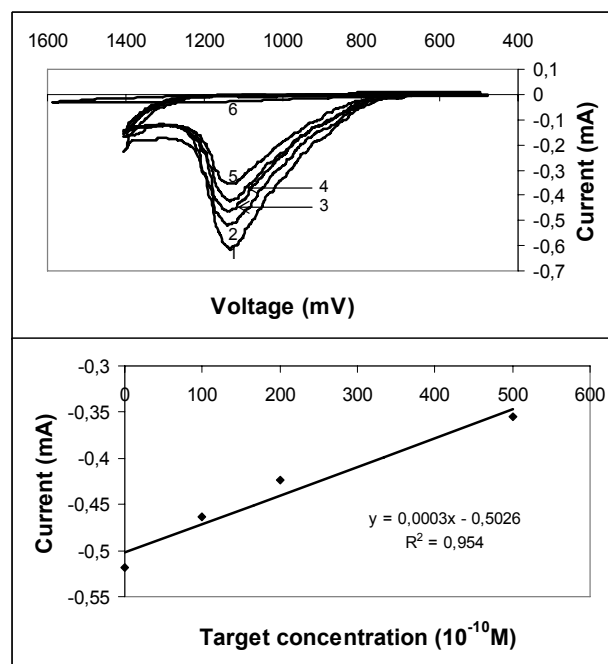 1600 1400 1200 1000 800 600 400
0,1
0
-0,1
-0,2
-0,3
-0,4
-0,5
-0,6
-0,7
6
5
4
3
2
1
Current (mA)
Voltage (mV)
-0,3
0 100 200 300 400 500 600
-0,35
-0,4
-0,45
-0,5
-0,55
Current (mA)
y = 0,0003x - 0,5026
R² = 0,954
Target concentration (10⁻¹⁰M)